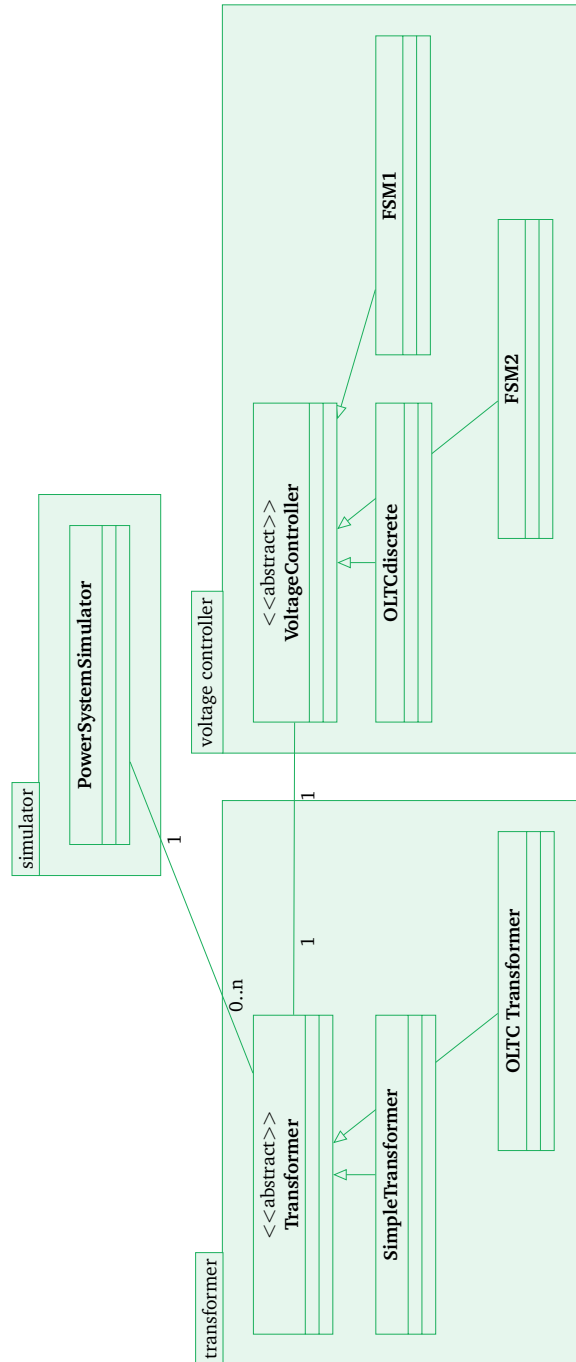 simulator
PowerSystemSimulator
1
0..n
transformer
<<abstract>>
Transformer
SimpleTransformer
OLTC Transformer
1
1
voltage controller
<<abstract>>
VoltageController
OLTCdiscrete
FSM1
FSM2